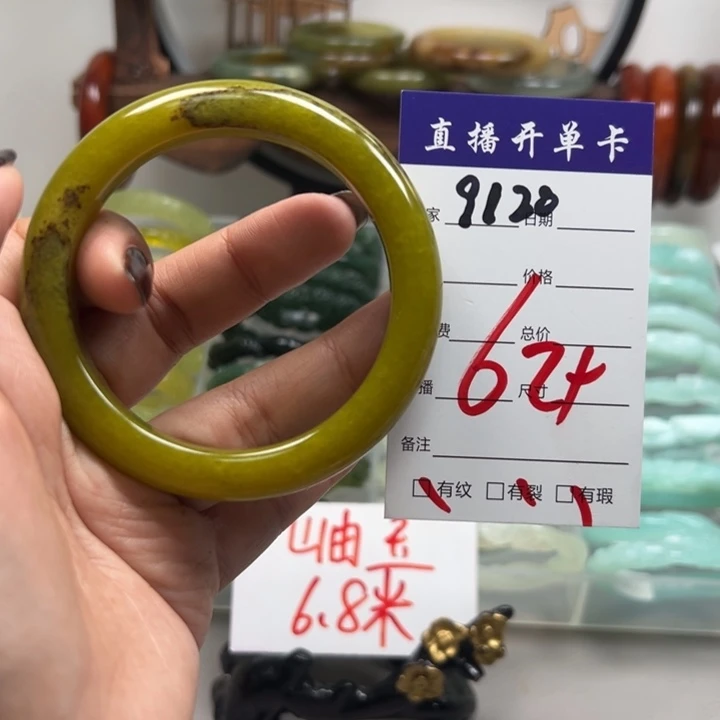 直播开单卡
家 9120 日期
价格
费 总价
播 62+ 尺寸
备注
有纹 有裂 有瑕
岫玉
6.8米